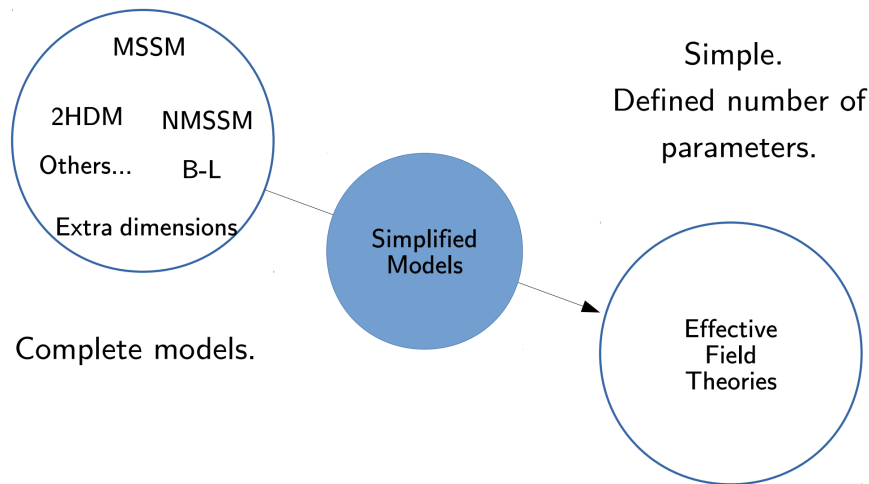 MSSM
2HDM NMSSM
Others... B-L
Extra dimensions
Complete models.
Simplified
Models
Simple.
Defined number of
parameters.
Effective
Field
Theories